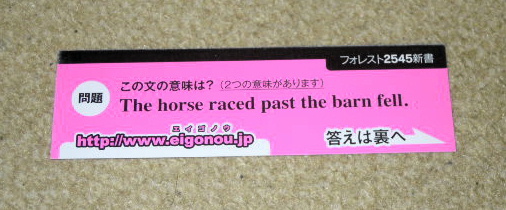 フォレスト2545新書
問題
この文の意味は？（2つの意味があります）
The horse raced past the barn fell.
エイゴノウ
http://www.eigonou.jp
答えは裏へ